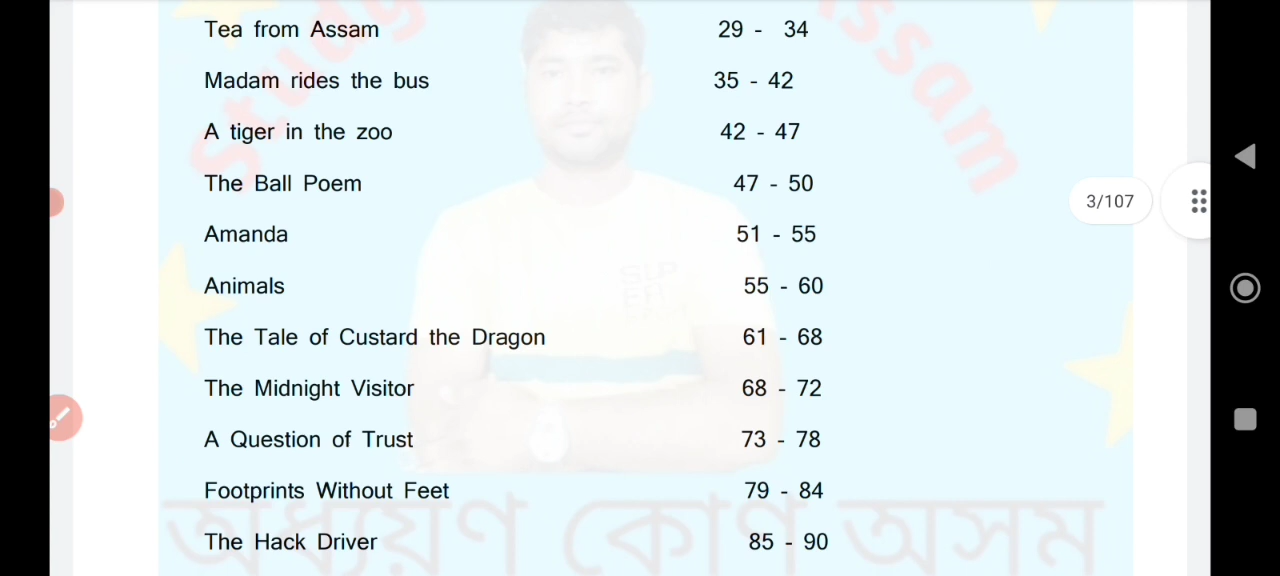 Study
Assam
Tea from Assam 29 - 34
Madam rides the bus 35 - 42
A tiger in the zoo 42 - 47
The Ball Poem 47 - 50
3/107
Amanda 51 - 55
Animals 55 - 60
The Tale of Custard the Dragon 61 - 68
The Midnight Visitor 68 - 72
A Question of Trust 73 - 78
Footprints Without Feet 79 - 84
অধ্যয়ণ কোণ অসম
The Hack Driver 85 - 90